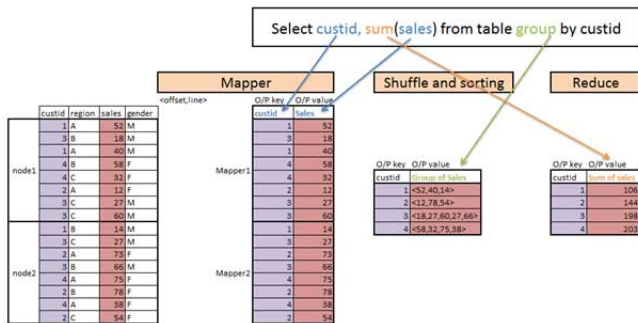 Select custid, sum(sales) from table group by custid
Mapper
Shuffle and sorting
Reduce
<offset,line>
O/P key O/P value
O/P key O/P value
O/P key O/P value
custid region sales gender
custid Sales
custid Group of Sales
custid Sum of sales
node1
1 A 52 M
3 B 18 M
1 A 40 M
4 B 58 F
4 C 32 F
2 A 12 F
3 C 27 M
3 C 60 M
node2
1 B 14 M
3 C 27 M
2 A 73 F
3 B 66 M
4 A 75 F
2 B 78 F
4 A 38 F
2 C 54 F
Mapper1
1 52
3 18
1 40
4 58
4 32
2 12
3 27
3 60
Mapper2
1 14
3 27
2 73
3 66
4 75
2 78
4 38
2 54
1 <52,40,14>
2 <12,78,54>
3 <18,27,60,27,66>
4 <58,32,75,38>
1 106
2 144
3 198
4 203